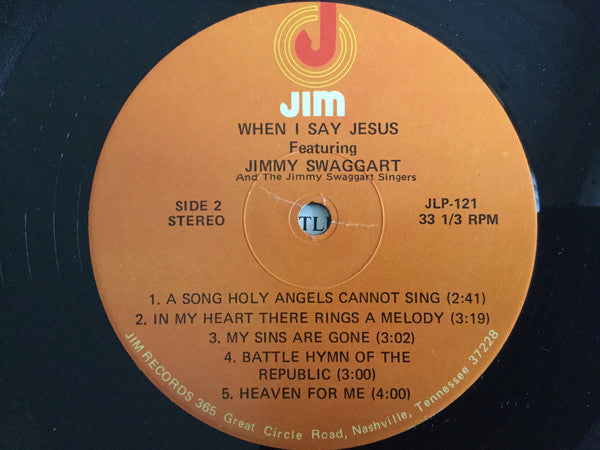 J
JIM
WHEN I SAY JESUS
Featuring
JIMMY SWAGGART
And The Jimmy Swaggart Singers
SIDE 2
STEREO
JLP-121
33 1/3 RPM
TL
1. A SONG HOLY ANGELS CANNOT SING (2:41)
2. IN MY HEART THERE RINGS A MELODY (3:19)
3. MY SINS ARE GONE (3:02)
4. BATTLE HYMN OF THE
REPUBLIC (3:00)
5. HEAVEN FOR ME (4:00)
JIM RECORDS 365 Great Circle Road, Nashville, Tennessee 37228